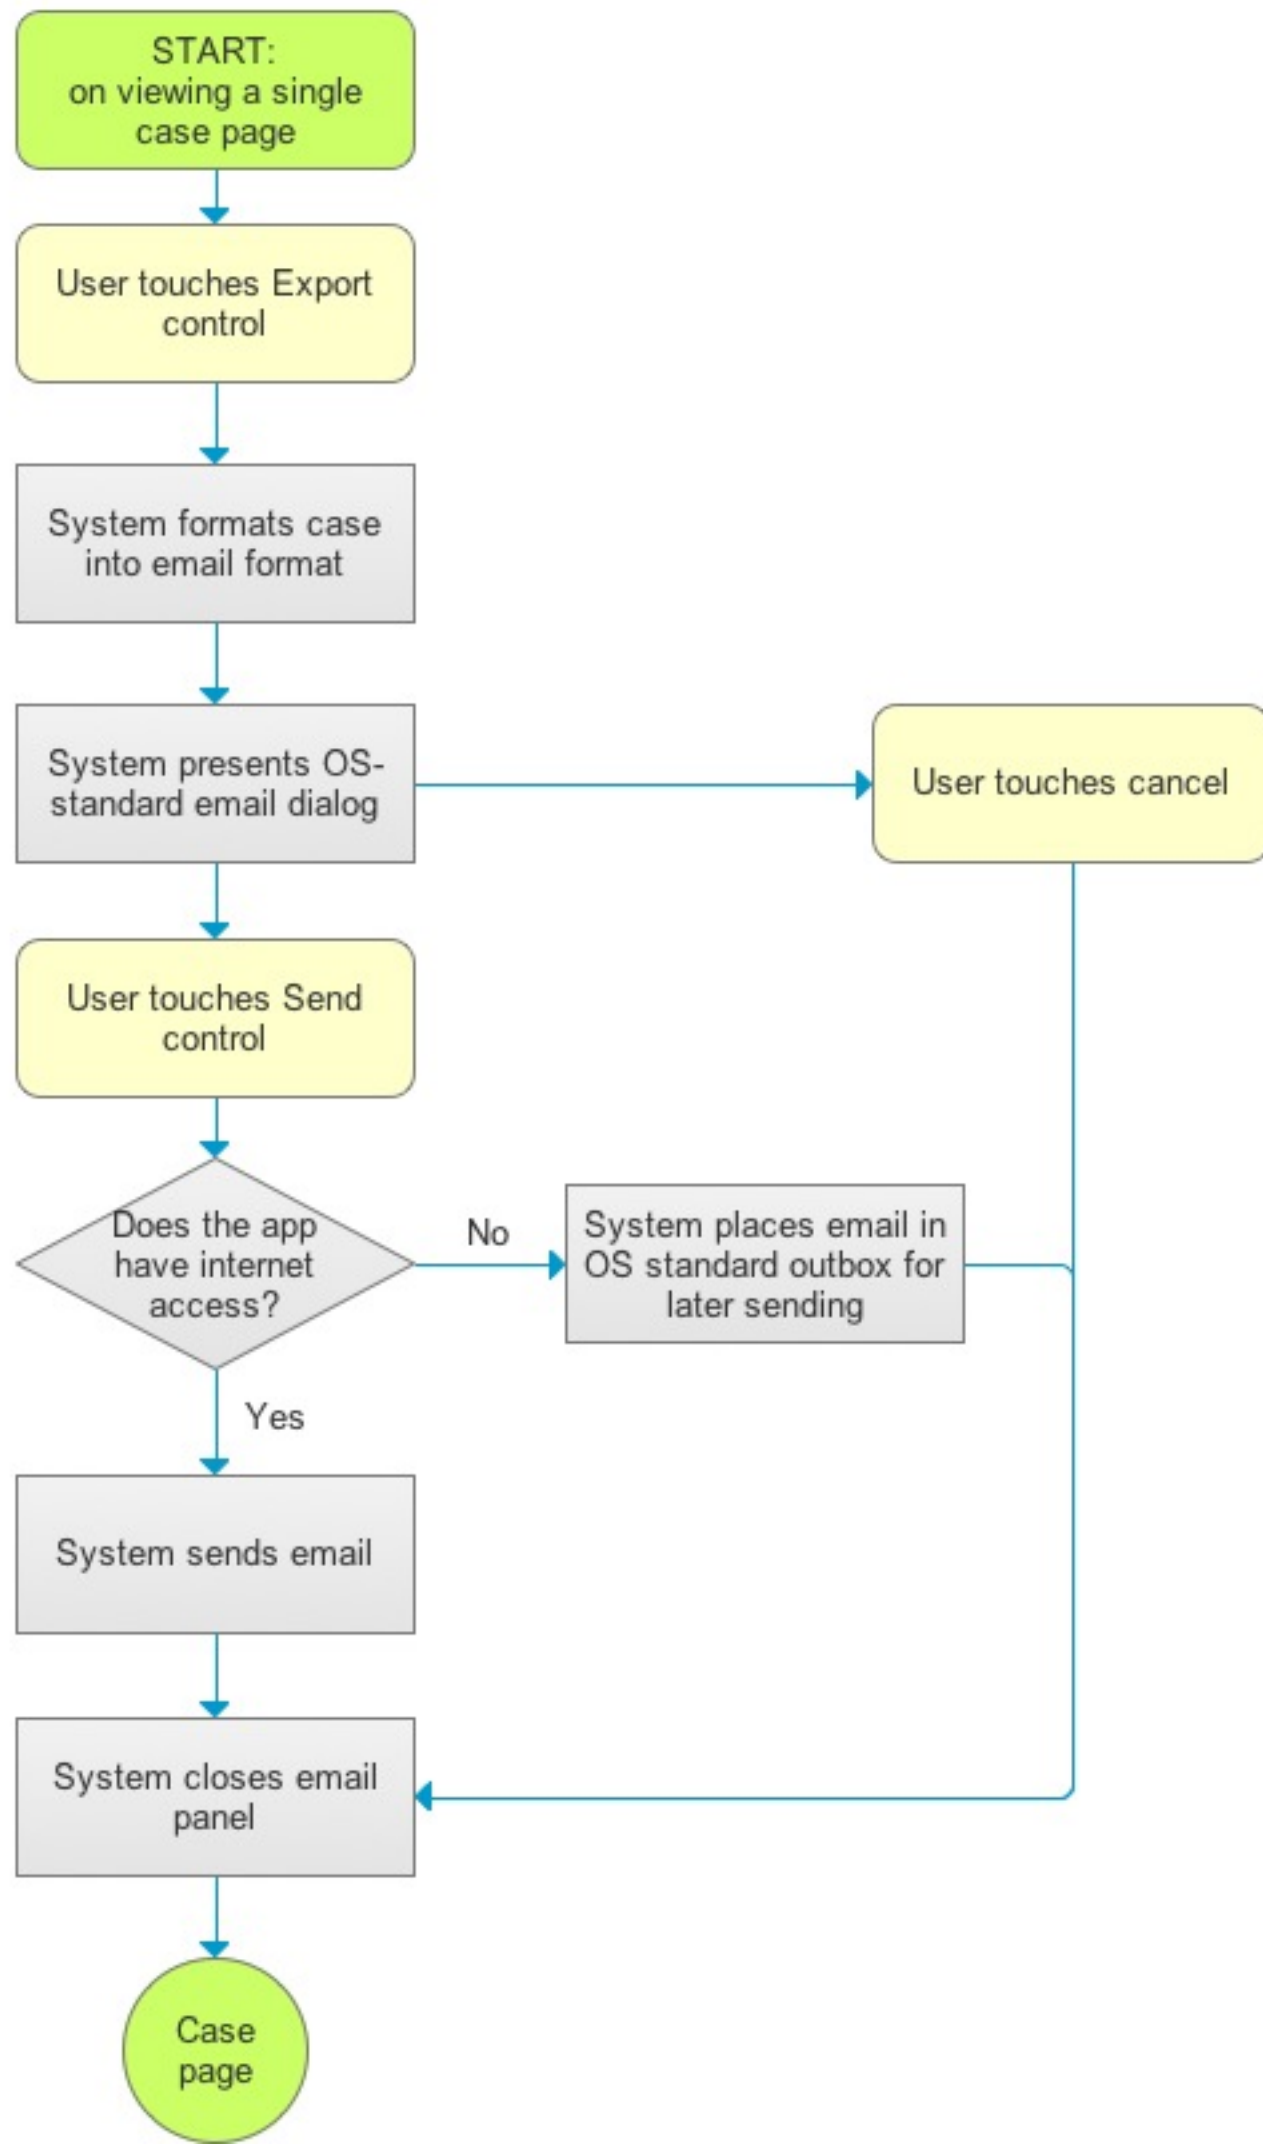 START:
on viewing a single
case page
User touches Export
control
System formats case
into email format
System presents OS-
standard email dialog
User touches cancel
User touches Send
control
Does the app
have internet
access?
No
System places email in
OS standard outbox for
later sending
Yes
System sends email
System closes email
panel
Case
page